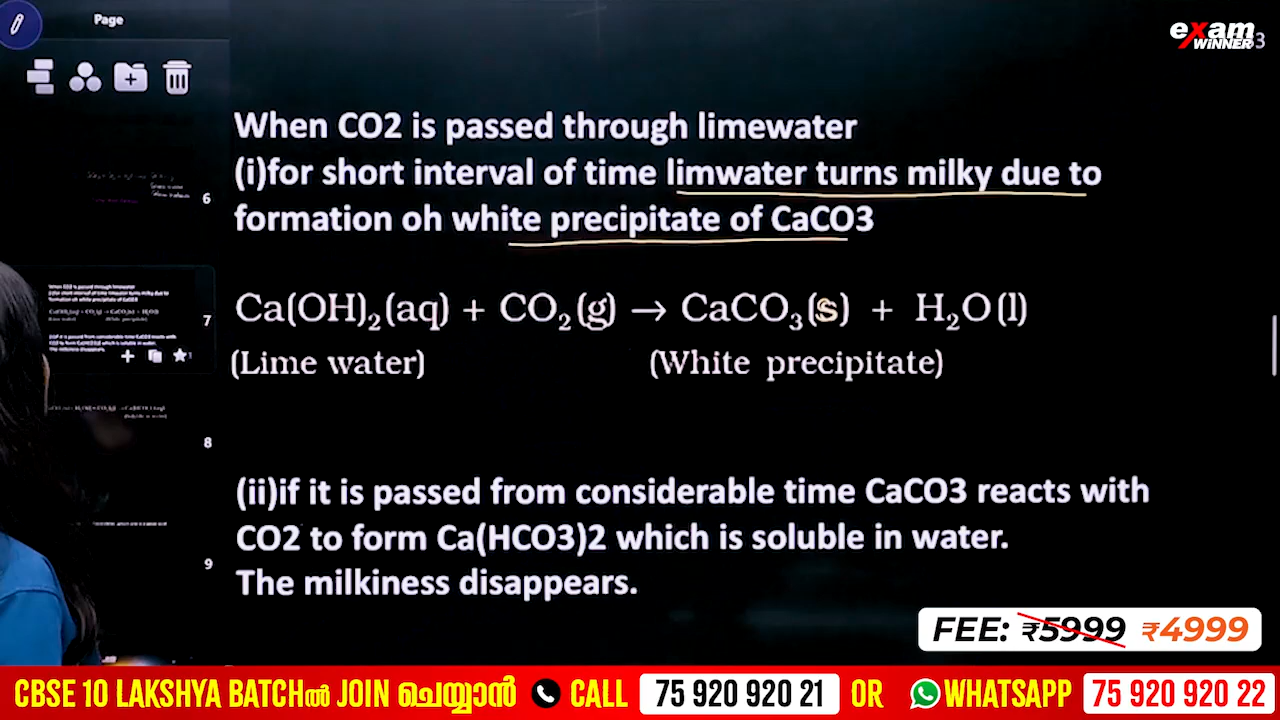 Page
exam
WINNER
When CO2 is passed through limewater
(i)for short interval of time limwater turns milky due to
formation oh white precipitate of CaCO3
6
Ca(OH)₂(aq) + CO₂(g) → CaCO₃(s) + H₂O(l)
7
(Lime water) (White precipitate)
8
(ii)if it is passed from considerable time CaCO3 reacts with
CO2 to form Ca(HCO3)2 which is soluble in water.
9
The milkiness disappears.
FEE: ₹5999 ₹4999
CBSE 10 LAKSHYA BATCHൽ JOIN ചെയ്യാൻ CALL 75 920 920 21 OR WHATSAPP 75 920 920 22